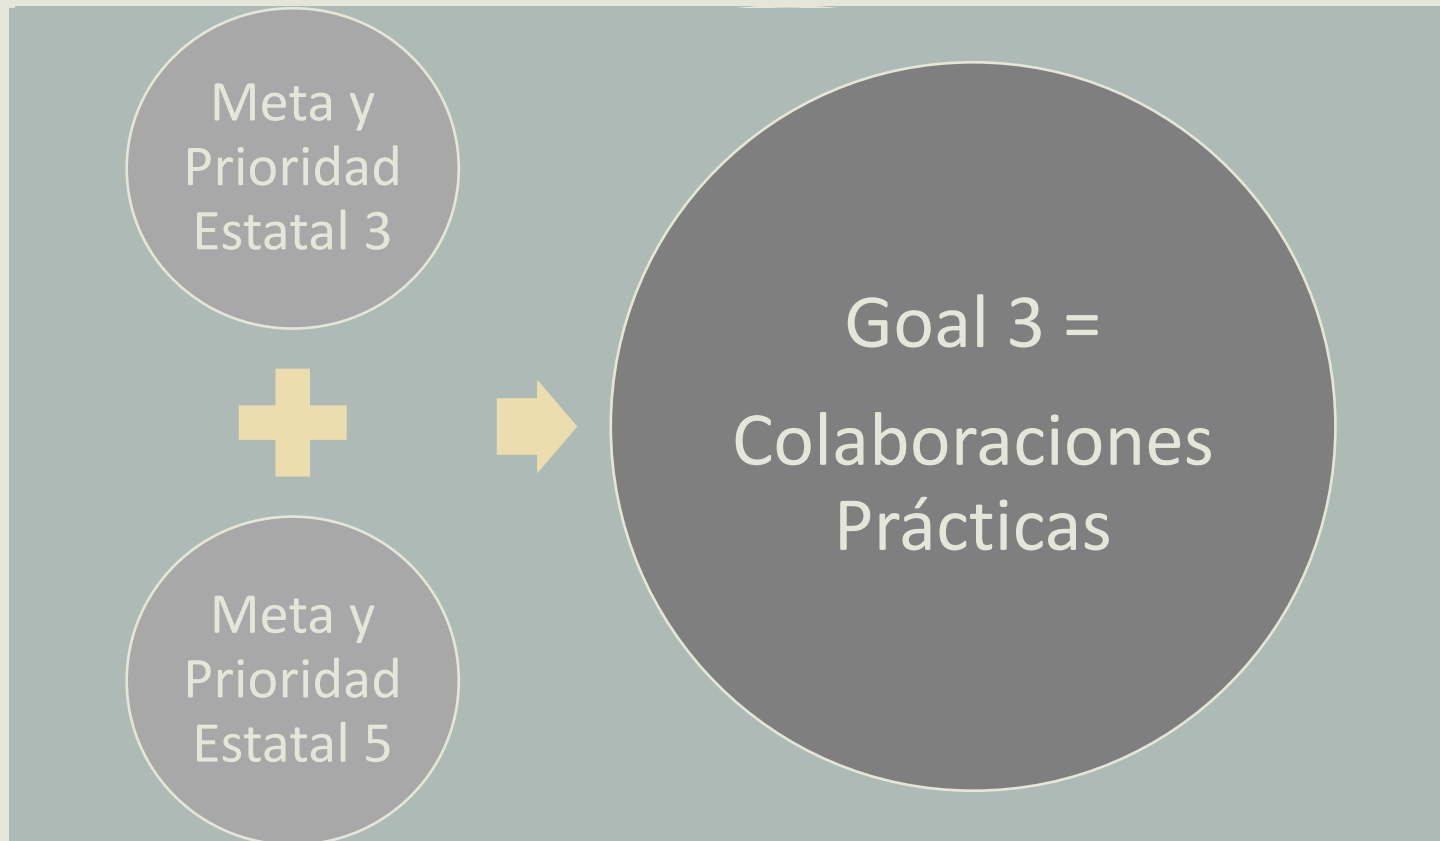 Meta y
Prioridad
Estatal 3
Meta y
Prioridad
Estatal 5
Goal 3 =
Colaboraciones
Prácticas